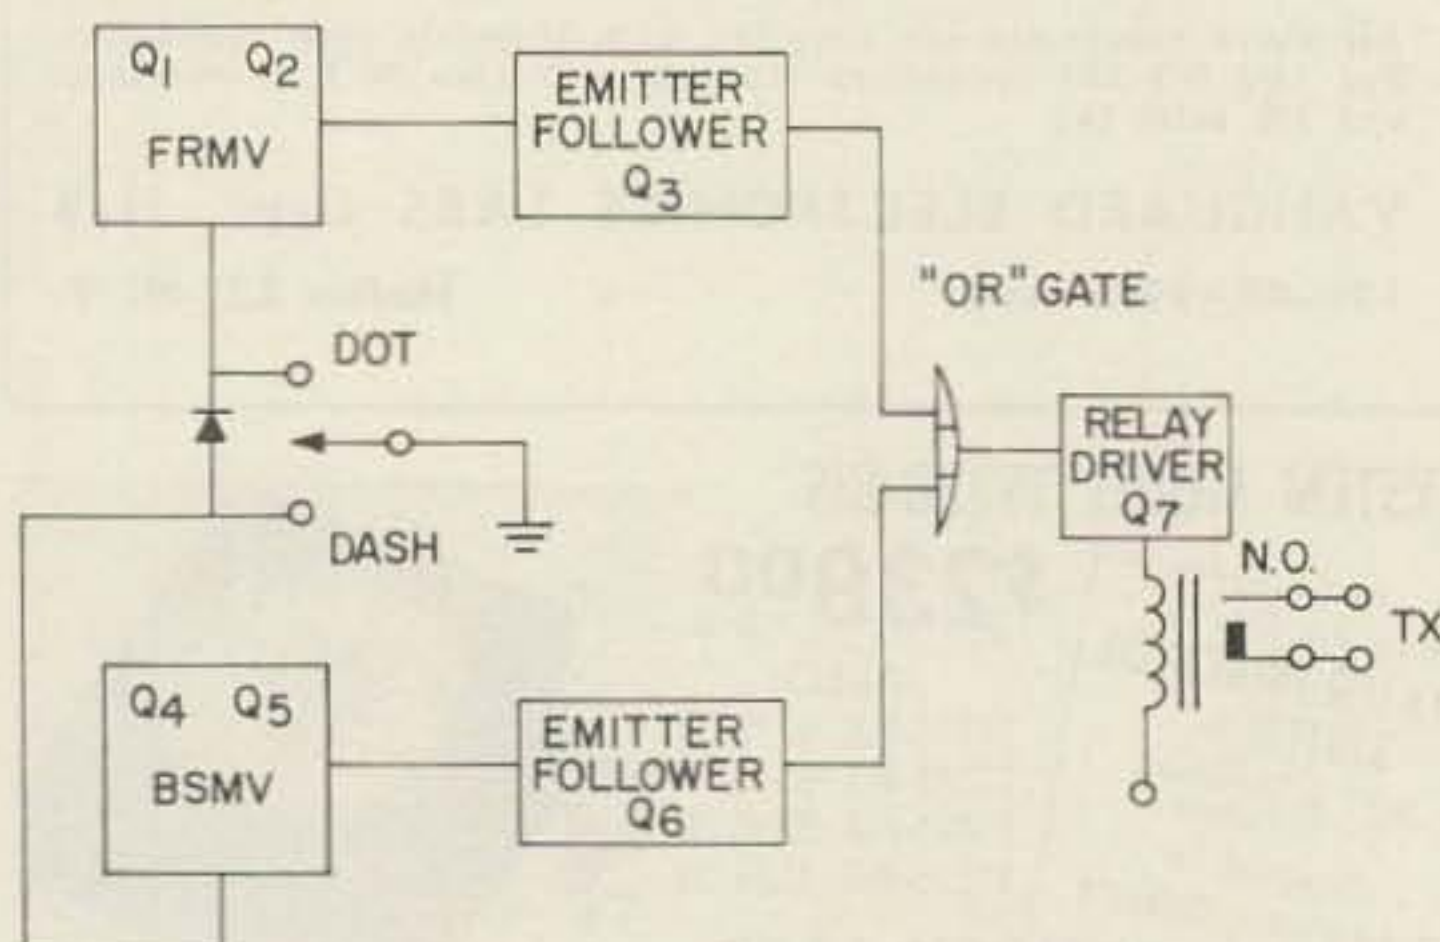 Q1 Q2
FRMV
EMITTER
FOLLOWER
Q3
"OR" GATE
DOT
DASH
RELAY
DRIVER
Q7
N.O.
TX
Q4 Q5
BSMV
EMITTER
FOLLOWER
Q6